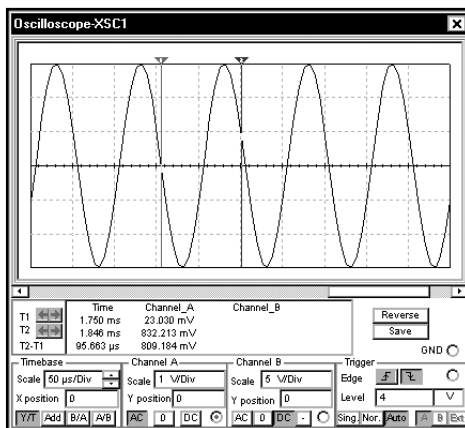 Oscilloscope-XSC1
1 2
Time Channel_A Channel_B
T1 1.750 ms 23.030 mV
T2 1.846 ms 832.213 mV
T2-T1 95.663 µs 809.184 mV
Reverse
Save
GND
Timebase Channel A Channel B Trigger
Scale 50 µs/Div Scale 1 V/Div Scale 5 V/Div Edge
X position 0 Y position 0 Y position 0 Level 4 V
Y/T Add B/A A/B AC 0 DC AC 0 DC - Sing. Nor. Auto A B Ext